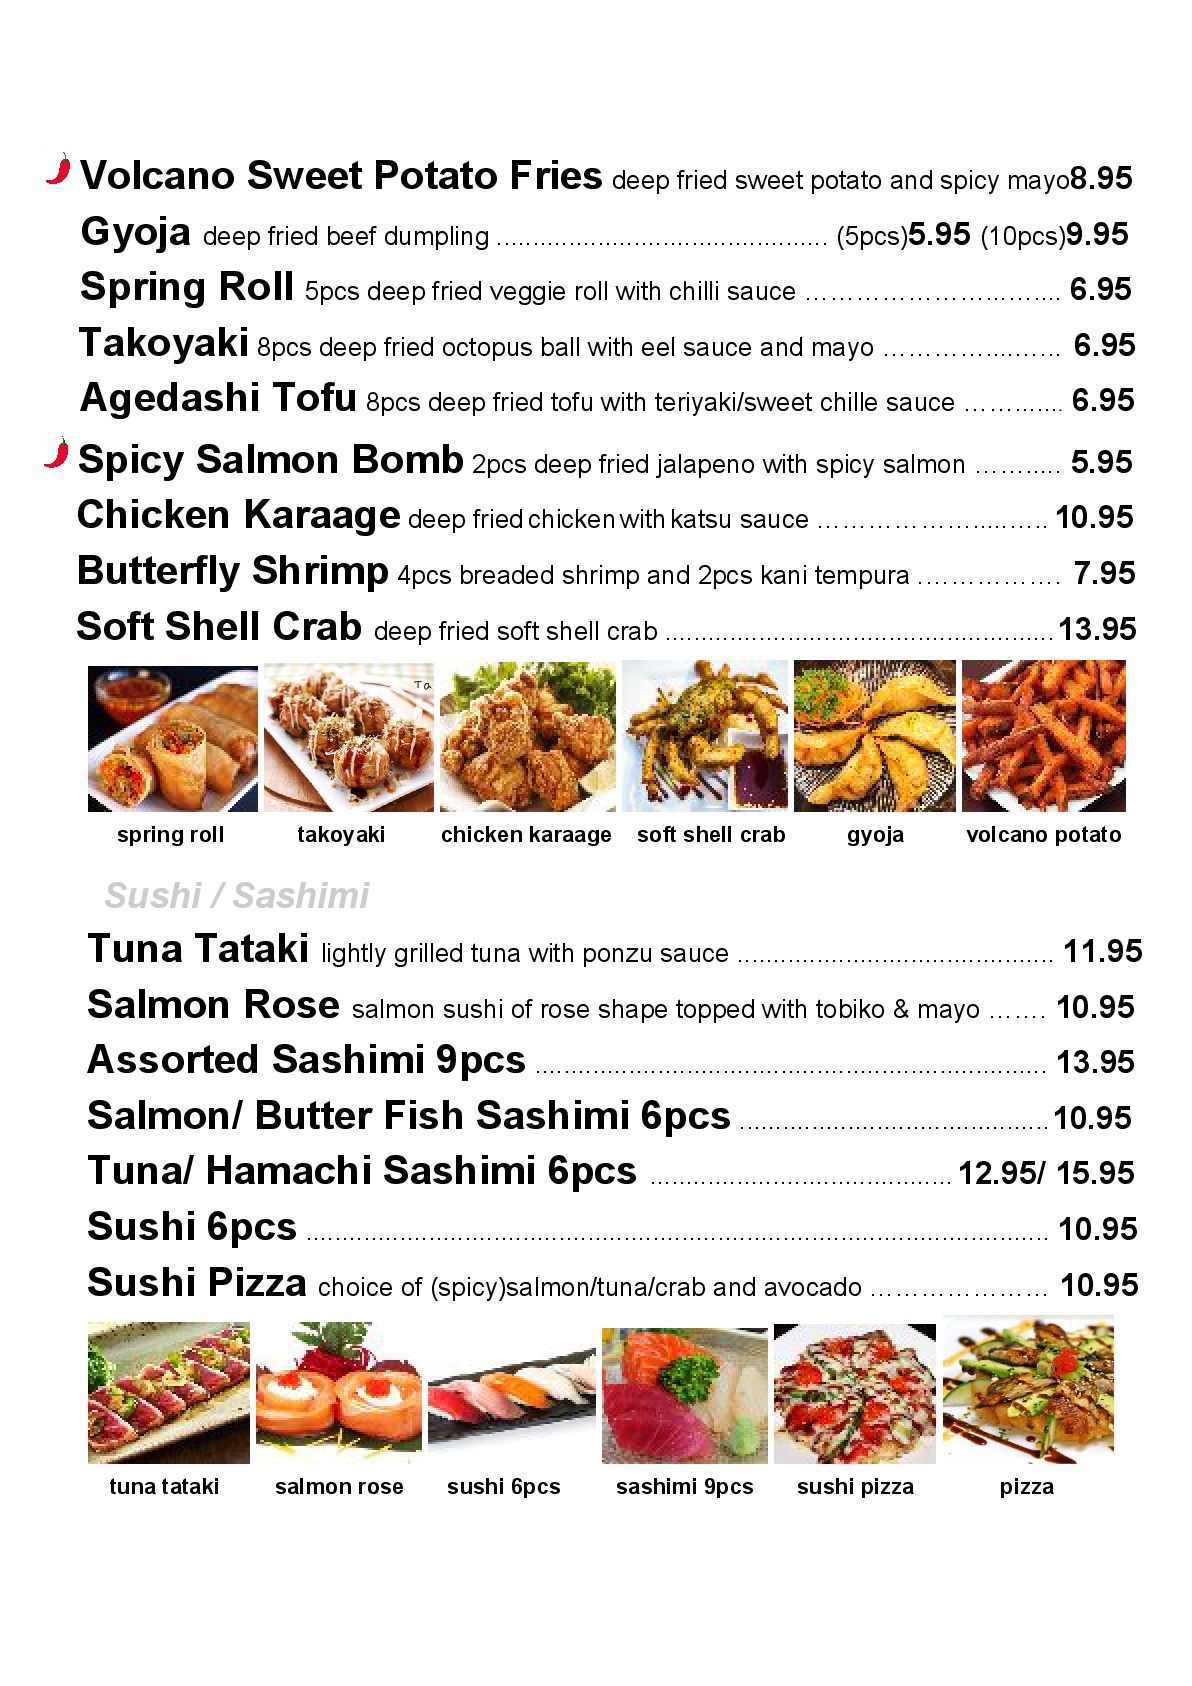 Volcano Sweet Potato Fries deep fried sweet potato and spicy mayo8.95
Gyoja deep fried beef dumpling .............................................. (5pcs)5.95 (10pcs)9.95
Spring Roll 5pcs deep fried veggie roll with chilli sauce …………………..…….... 6.95
Takoyaki 8pcs deep fried octopus ball with eel sauce and mayo …………....……. 6.95
Agedashi Tofu 8pcs deep fried tofu with teriyaki/sweet chille sauce ……….... 6.95
Spicy Salmon Bomb 2pcs deep fried jalapeno with spicy salmon ……..... 5.95
Chicken Karaage deep fried chicken with katsu sauce ………………....…….. 10.95
Butterfly Shrimp 4pcs breaded shrimp and 2pcs kani tempura ……………. 7.95
Soft Shell Crab deep fried soft shell crab ...................................................... 13.95
Ta
spring roll takoyaki chicken karaage soft shell crab gyoja volcano potato
Sushi / Sashimi
Tuna Tataki lightly grilled tuna with ponzu sauce ............................................ 11.95
Salmon Rose salmon sushi of rose shape topped with tobiko & mayo ……. 10.95
Assorted Sashimi 9pcs ....................................................................... 13.95
Salmon/ Butter Fish Sashimi 6pcs ........................................... 10.95
Tuna/ Hamachi Sashimi 6pcs .......................................... 12.95/ 15.95
Sushi 6pcs ....................................................................................................... 10.95
Sushi Pizza choice of (spicy)salmon/tuna/crab and avocado ………………… 10.95
tuna tataki salmon rose sushi 6pcs sashimi 9pcs sushi pizza pizza